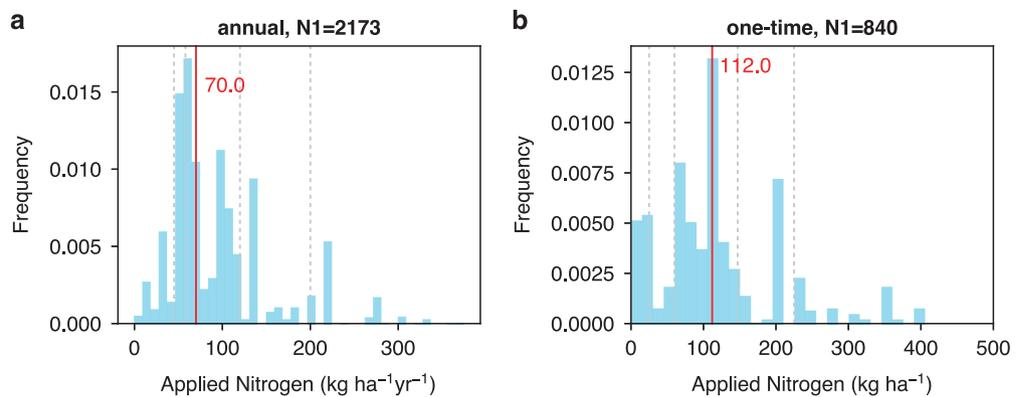 a
annual, N1=2173
70.0
0.015
0.010
0.005
0.000
Frequency
0 100 200 300
Applied Nitrogen (kg ha⁻¹yr⁻¹)
b
one-time, N1=840
112.0
0.0125
0.0100
0.0075
0.0050
0.0025
0.0000
Frequency
0 100 200 300 400 500
Applied Nitrogen (kg ha⁻¹)